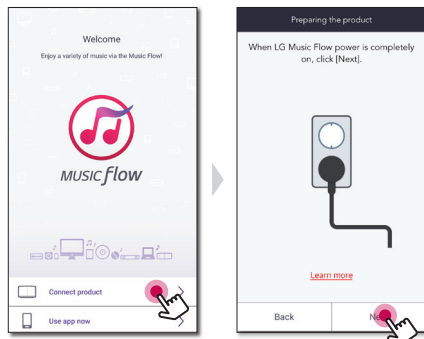 Welcome
Enjoy a variety of music via the Music Flow!
MUSIC flow
Connect product
Use app now
Preparing the product
When LG Music Flow power is completely
on, click [Next].
Learn more
Back